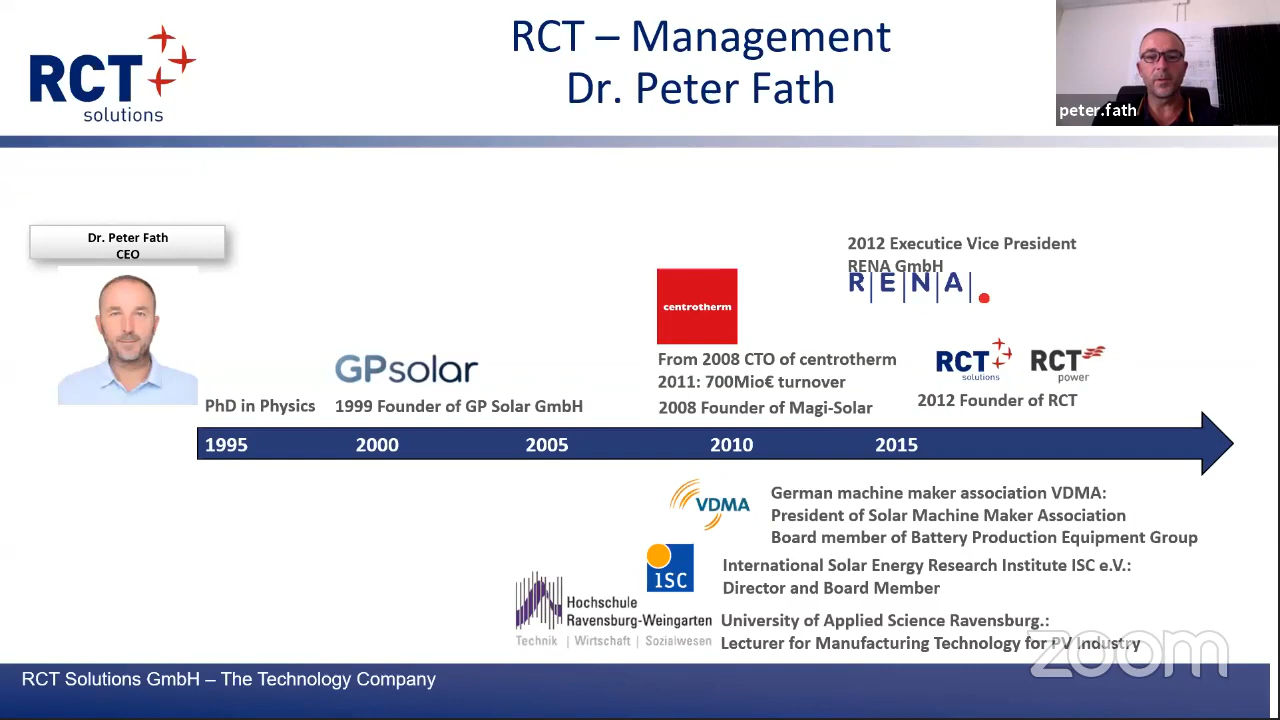 RCT
solutions
RCT – Management
Dr. Peter Fath
peter.fath
Dr. Peter Fath
CEO
2012 Executice Vice President
RENA GmbH
R|E|N|A|.
centrotherm
From 2008 CTO of centrotherm
2011: 700Mio€ turnover
2008 Founder of Magi-Solar
RCT
solutions
RCT
power
2012 Founder of RCT
GPsolar
PhD in Physics
1999 Founder of GP Solar GmbH
1995 2000 2005 2010 2015
VDMA
German machine maker association VDMA:
President of Solar Machine Maker Association
Board member of Battery Production Equipment Group
ISC
International Solar Energy Research Institute ISC e.V.:
Director and Board Member
Hochschule
Ravensburg-Weingarten
Technik | Wirtschaft | Sozialwesen
University of Applied Science Ravensburg.:
Lecturer for Manufacturing Technology for PV Industry
zoom
RCT Solutions GmbH – The Technology Company